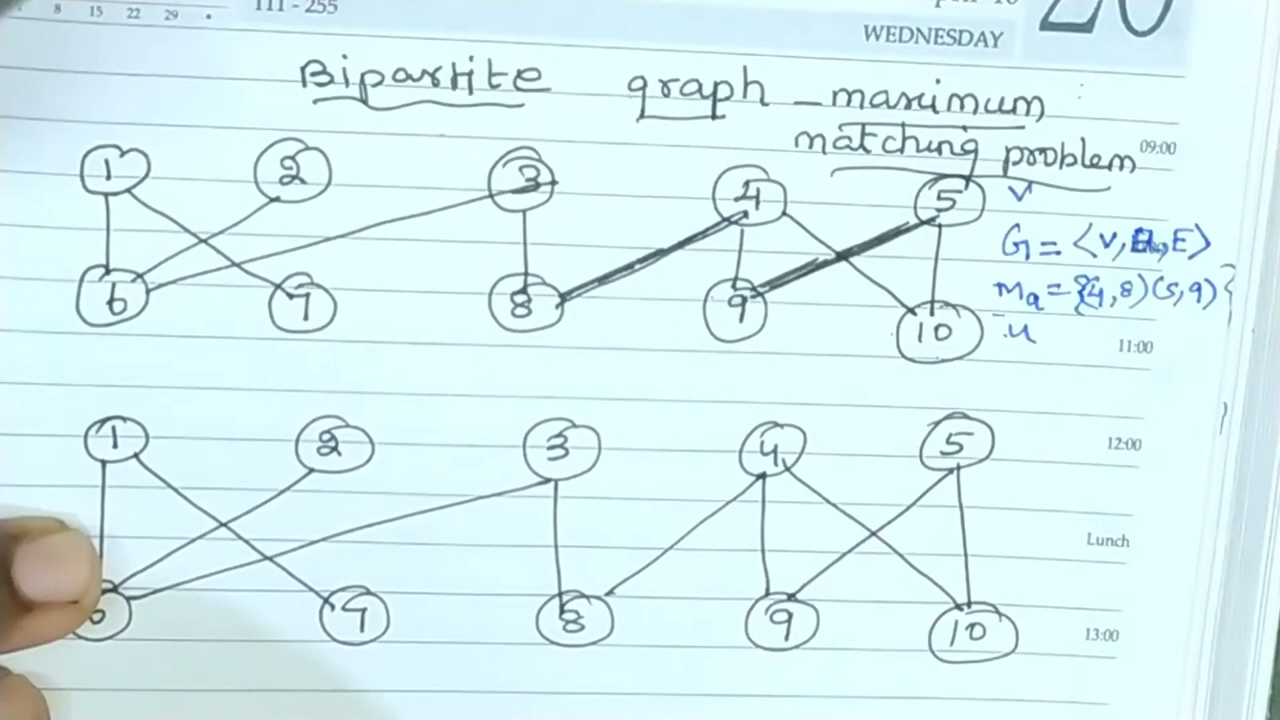 8 15 22 29
111 - 255
WEDNESDAY
Bipartite graph - maximum
matching problem
09:00
1 2 3 4 5 V
G = <V, E>
Ma = {(4,8)(5,9)}
6 7 8 9 10 u
11:00
1 2 3 4 5
12:00
Lunch
7 8 9 10
13:00